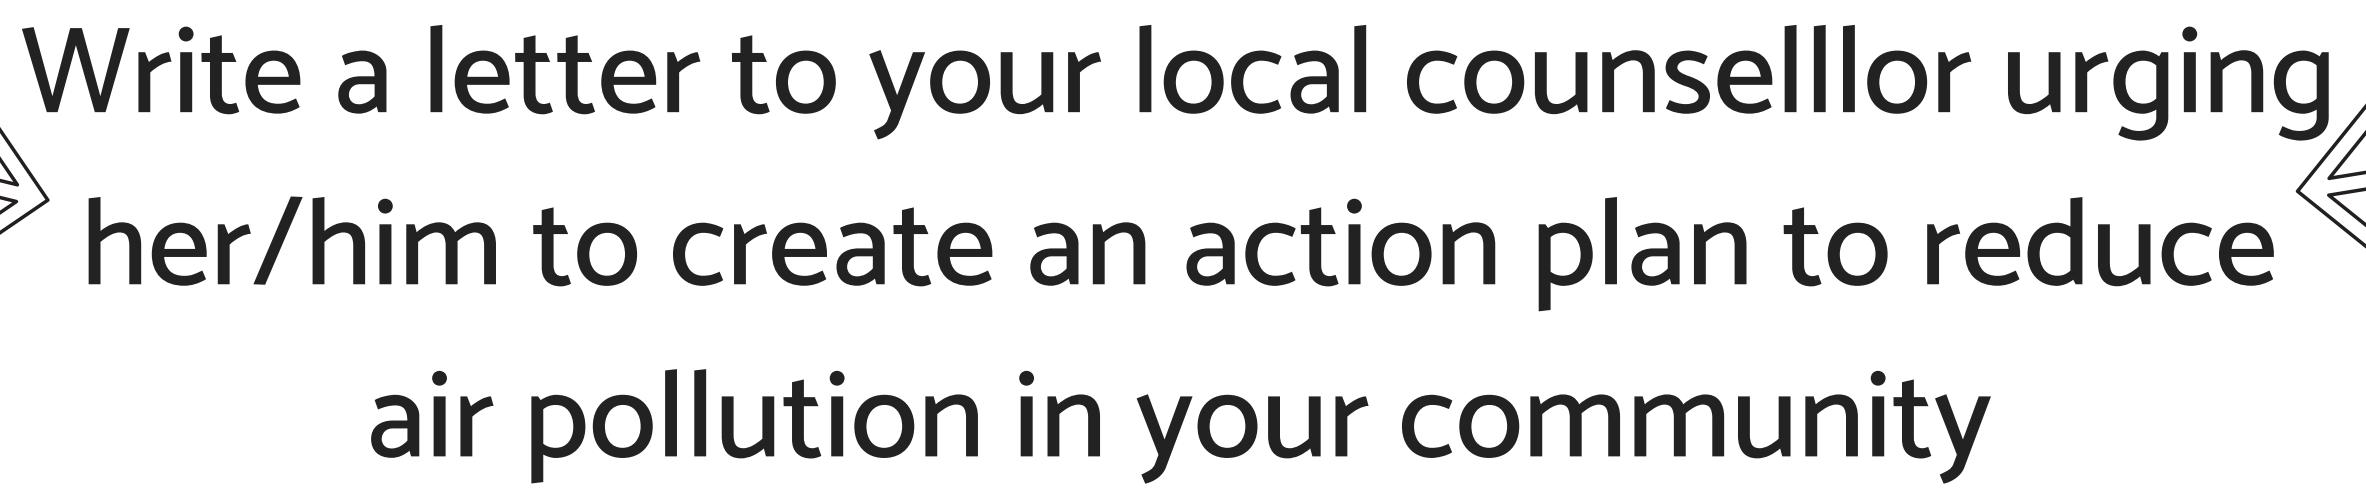 Write a letter to your local counselllor urging
her/him to create an action plan to reduce
air pollution in your community